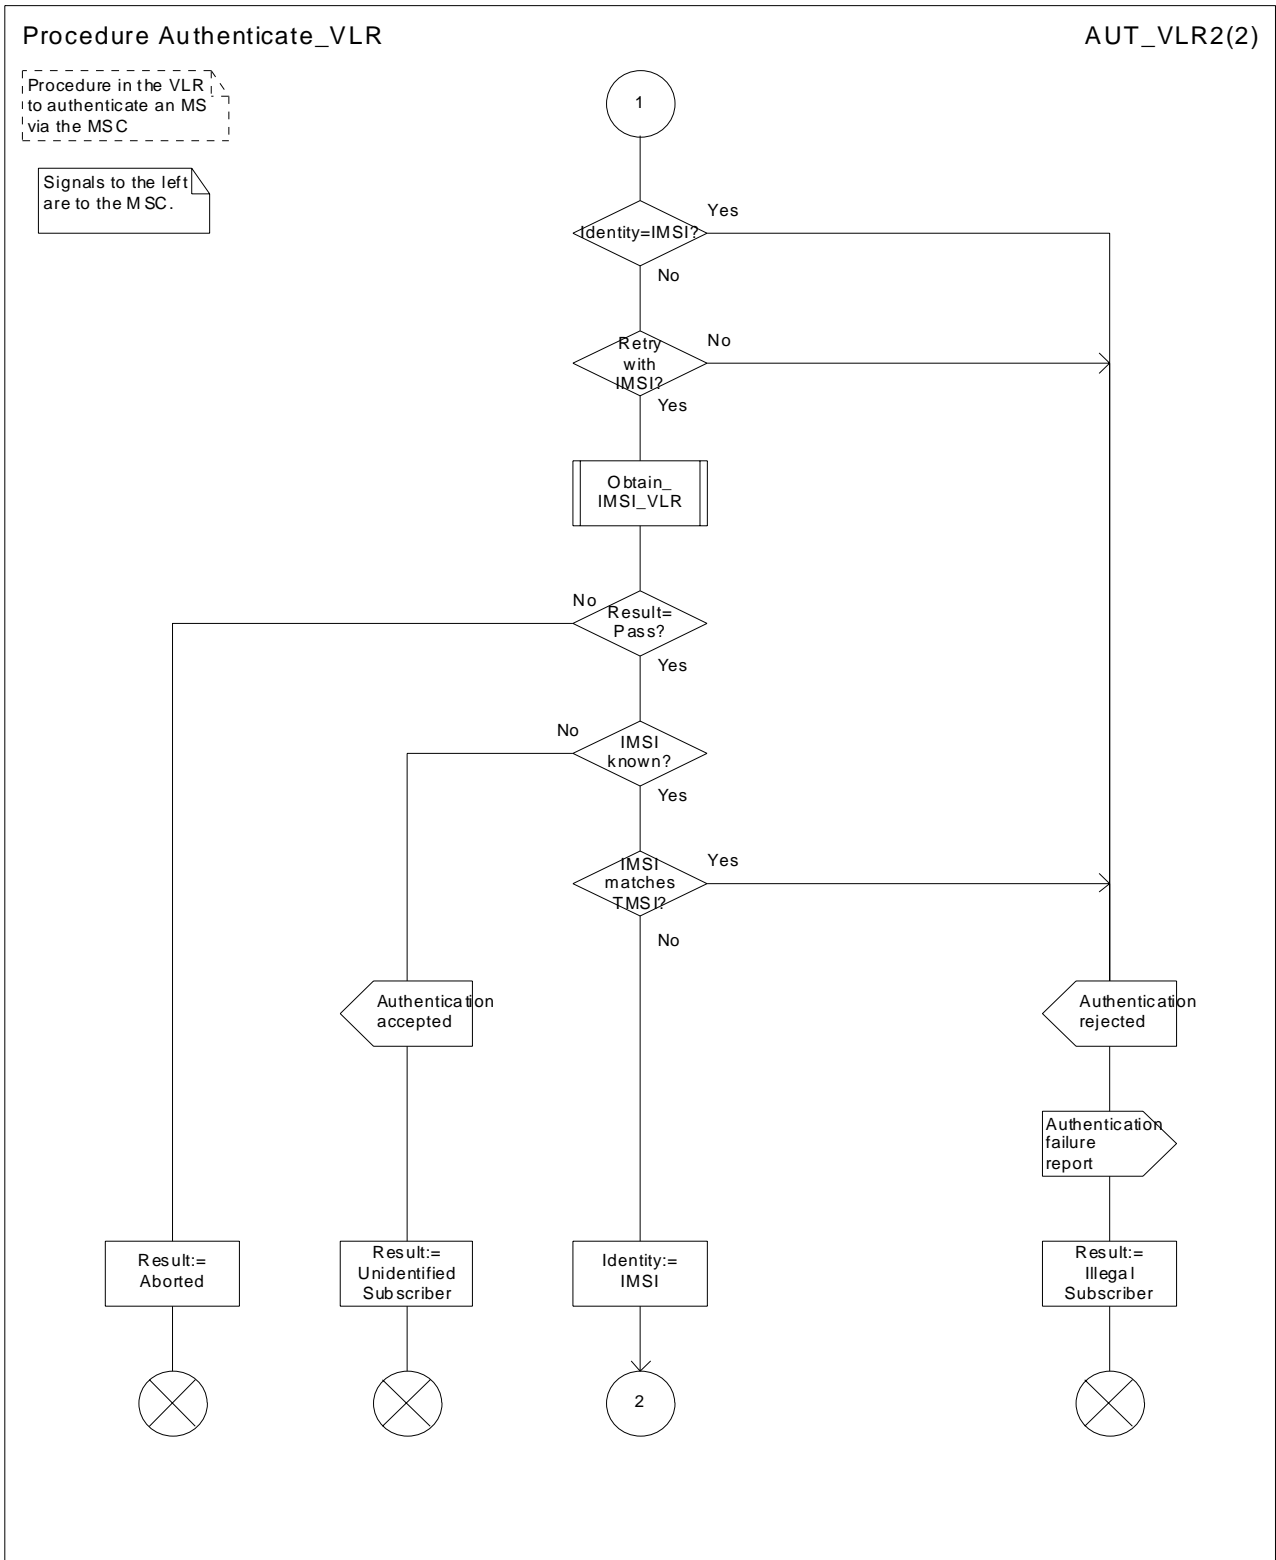 Procedure Authenticate_VLR
AUT_VLR2(2)
Procedure in the VLR
to authenticate an MS
via the MSC
Signals to the left
are to the MSC.
1
Identity=IMSI?
Yes
No
Retry
with
IMSI?
No
Yes
Obtain_
IMSI_VLR
Result=
Pass?
No
Yes
IMSI
known?
No
Yes
IMSI
matches
TMSI?
Yes
No
Authentication
accepted
Authentication
rejected
Authentication
failure
report
Result:=
Aborted
Result:=
Unidentified
Subscriber
Identity:=
IMSI
Result:=
Illegal
Subscriber
2